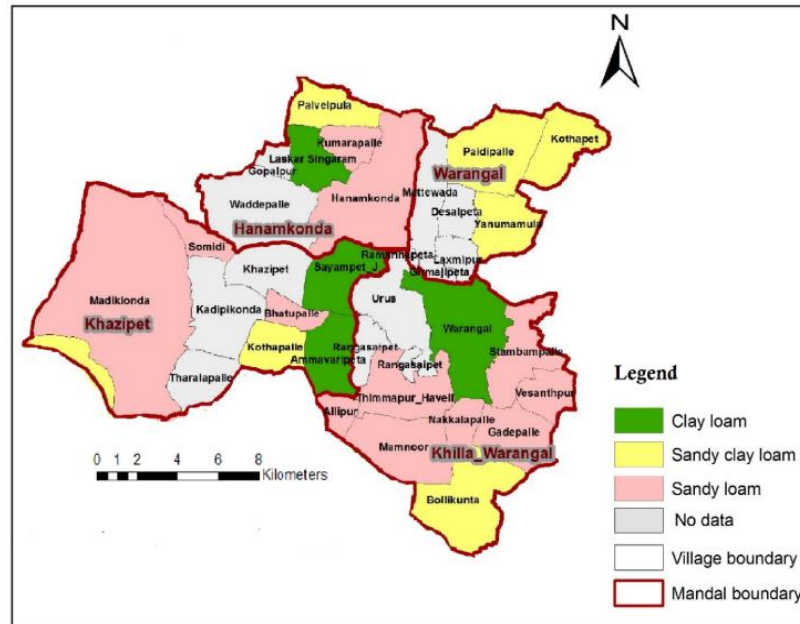 N
Palvelpula
Kothapet
Kumarapalle
Paidipalle
Laskar Singaram
Gopalpur
Warangal
Mattewada
Waddepalle
Hanamkonda
Desaipeta
Yanumamula
Hanamkonda
Somidi
Khazipet
Sayampet_J
Laxmipur
Madikionda
Kadipikonda
Urus
Khazipet
Bhatupalle
Warangal
Kothapalle
Stambampalle
Ammavaripeta
Rangasaipet
Rangasaipet
Tharalapalle
Vesanthpur
Thimmapur_Haveli
Allipur
Nakkalapalle
Gadepalle
Mamnoor
Khilla_Warangal
Bollikunta
0 1 2 4 6 8
Kilometers
Legend
Clay loam
Sandy clay loam
Sandy loam
No data
Village boundary
Mandal boundary